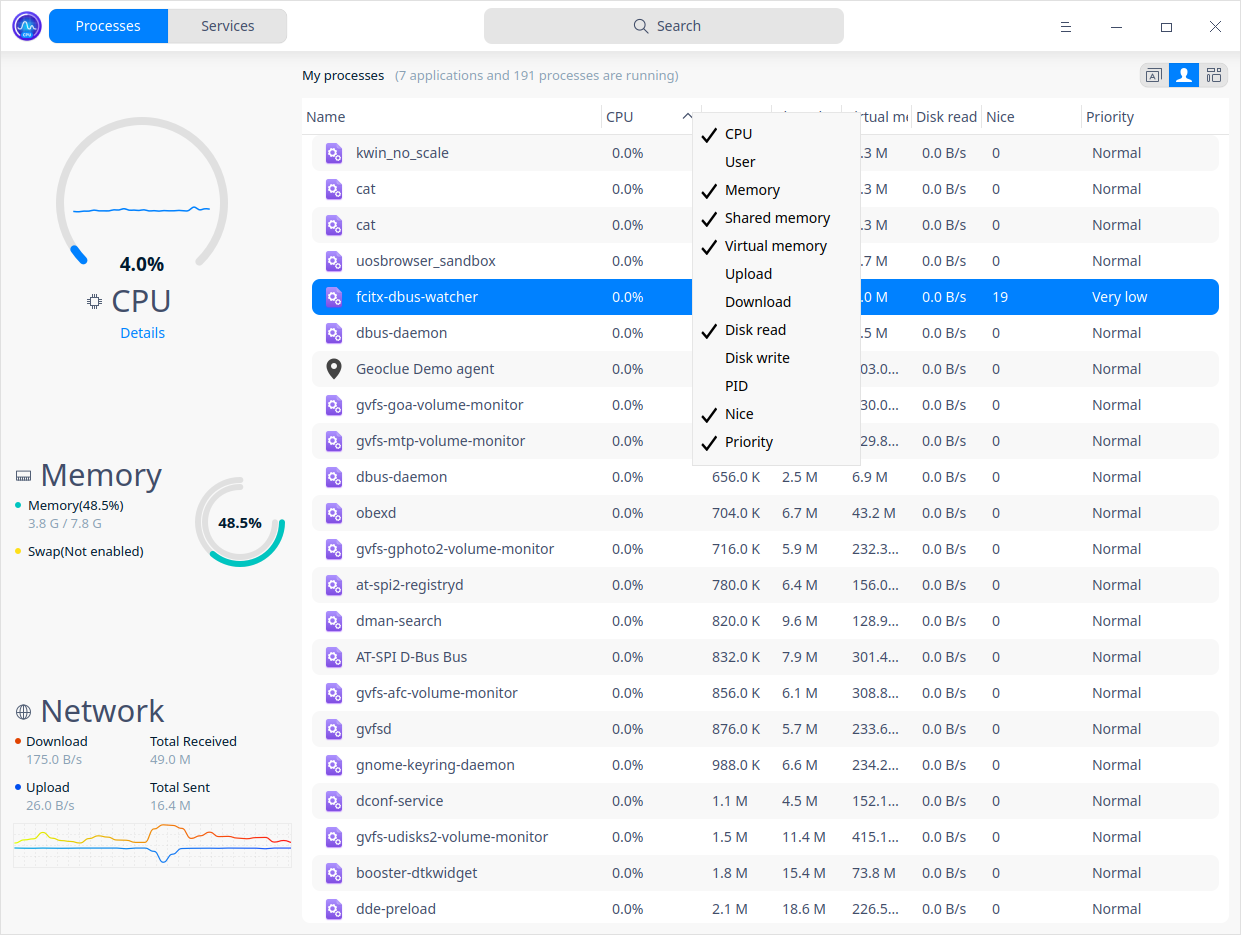 Processes Services Search
My processes (7 applications and 191 processes are running)
Name CPU Disk read Nice Priority
kwin_no_scale 0.0% .3 M 0.0 B/s 0 Normal
cat 0.0% .3 M 0.0 B/s 0 Normal
cat 0.0% .3 M 0.0 B/s 0 Normal
uosbrowser_sandbox 0.0% .7 M 0.0 B/s 0 Normal
fcitx-dbus-watcher 0.0% .0 M 0.0 B/s 19 Very low
dbus-daemon 0.0% .5 M 0.0 B/s 0 Normal
Geoclue Demo agent 0.0% 03.0... 0.0 B/s 0 Normal
gvfs-goa-volume-monitor 0.0% 30.0... 0.0 B/s 0 Normal
gvfs-mtp-volume-monitor 0.0% 29.8... 0.0 B/s 0 Normal
dbus-daemon 0.0% 656.0 K 2.5 M 6.9 M 0.0 B/s 0 Normal
obexd 0.0% 704.0 K 6.7 M 43.2 M 0.0 B/s 0 Normal
gvfs-gphoto2-volume-monitor 0.0% 716.0 K 5.9 M 232.3... 0.0 B/s 0 Normal
at-spi2-registryd 0.0% 780.0 K 6.4 M 156.0... 0.0 B/s 0 Normal
dman-search 0.0% 820.0 K 9.6 M 128.9... 0.0 B/s 0 Normal
AT-SPI D-Bus Bus 0.0% 832.0 K 7.9 M 301.4... 0.0 B/s 0 Normal
gvfs-afc-volume-monitor 0.0% 856.0 K 6.1 M 308.8... 0.0 B/s 0 Normal
gvfsd 0.0% 876.0 K 5.7 M 233.6... 0.0 B/s 0 Normal
gnome-keyring-daemon 0.0% 988.0 K 6.6 M 234.2... 0.0 B/s 0 Normal
dconf-service 0.0% 1.1 M 4.5 M 152.1... 0.0 B/s 0 Normal
gvfs-udisks2-volume-monitor 0.0% 1.5 M 11.4 M 415.1... 0.0 B/s 0 Normal
booster-dtkwidget 0.0% 1.8 M 15.4 M 73.8 M 0.0 B/s 0 Normal
dde-preload 0.0% 2.1 M 18.6 M 226.5... 0.0 B/s 0 Normal
CPU
User
Memory
Shared memory
Virtual memory
Upload
Download
Disk read
Disk write
PID
Nice
Priority
4.0%
CPU
Details
Memory
Memory(48.5%)
3.8 G / 7.8 G
Swap(Not enabled)
48.5%
Network
Download Total Received
175.0 B/s 49.0 M
Upload Total Sent
26.0 B/s 16.4 M